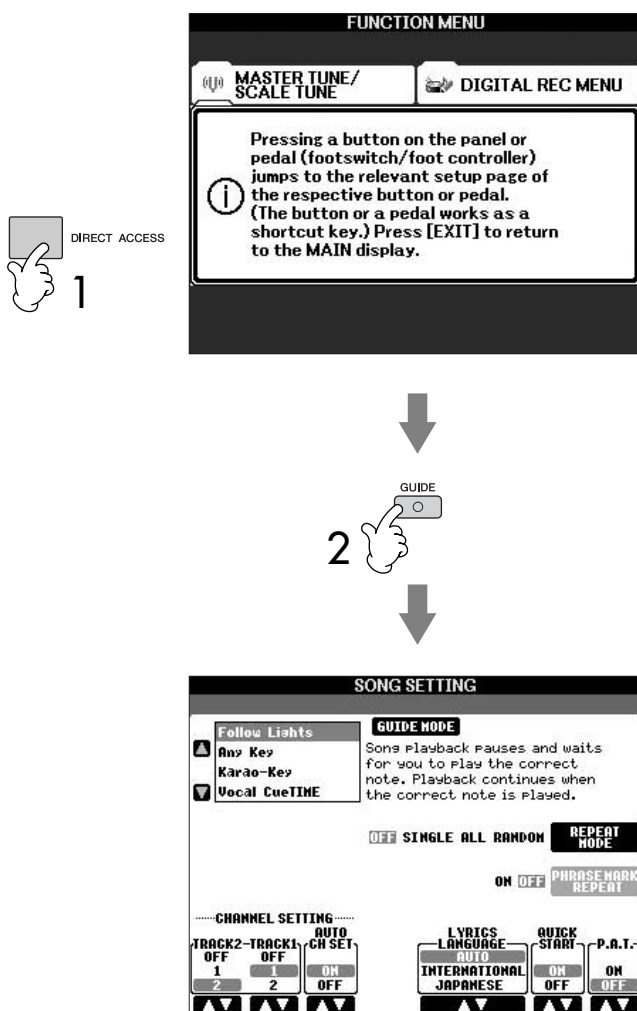 FUNCTION MENU
MASTER TUNE/
SCALE TUNE
DIGITAL REC MENU
Pressing a button on the panel or
pedal (footswitch/foot controller)
jumps to the relevant setup page of
the respective button or pedal.
(The button or a pedal works as a
shortcut key.) Press [EXIT] to return
to the MAIN display.
DIRECT ACCESS
1
GUIDE
2
SONG SETTING
Follow Lights
Any Key
Karao-Key
Vocal CueTIME
GUIDE MODE
Song Playback pauses and waits
for you to play the correct
note. Playback continues when
the correct note is played.
OFF SINGLE ALL RANDOM
REPEAT
MODE
ON OFF
PHRASE MARK
REPEAT
CHANNEL SETTING
TRACK2 TRACK1
AUTO
CH SET
OFF OFF
1 1 ON
2 2 OFF
LYRICS
LANGUAGE
AUTO
INTERNATIONAL
JAPANESE
QUICK
START
ON
OFF
P.A.T.
ON
OFF